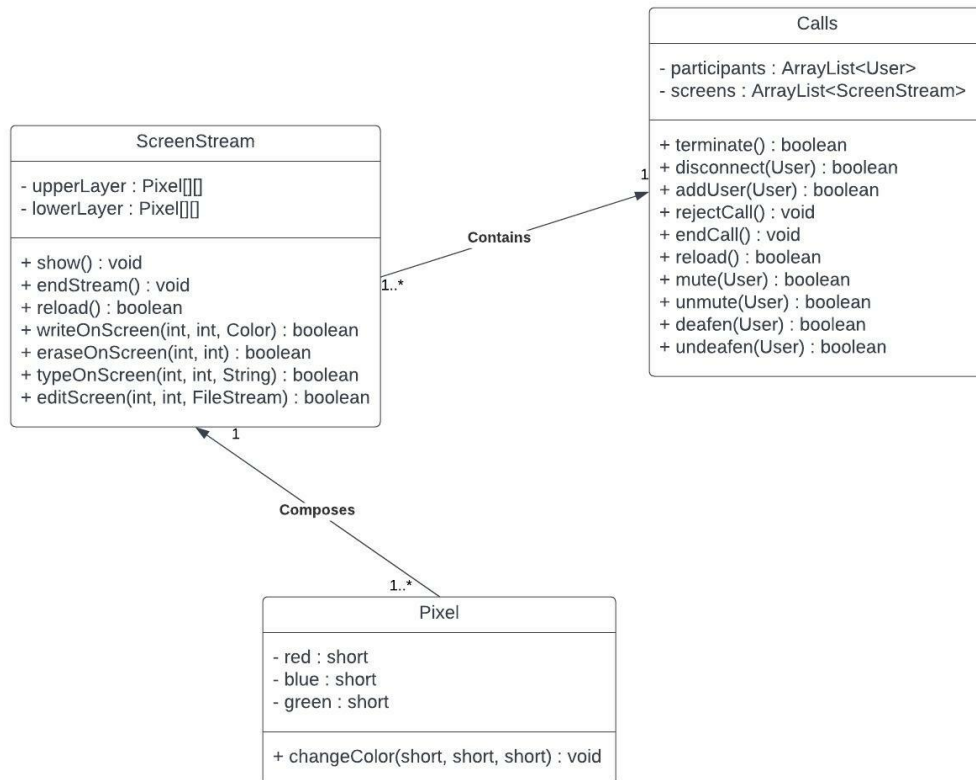 Calls
- participants : ArrayList<User>
- screens : ArrayList<ScreenStream>
+ terminate() : boolean
+ disconnect(User) : boolean
+ addUser(User) : boolean
+ rejectCall() : void
+ endCall() : void
+ reload() : boolean
+ mute(User) : boolean
+ unmute(User) : boolean
+ deafen(User) : boolean
+ undeafen(User) : boolean
ScreenStream
- upperLayer : Pixel[][]
- lowerLayer : Pixel[][]
+ show() : void
+ endStream() : void
+ reload() : boolean
+ writeOnScreen(int, int, Color) : boolean
+ eraseOnScreen(int, int) : boolean
+ typeOnScreen(int, int, String) : boolean
+ editScreen(int, int, FileStream) : boolean
1
Contains
1..*
1
Composes
1..*
Pixel
- red : short
- blue : short
- green : short
+ changeColor(short, short, short) : void